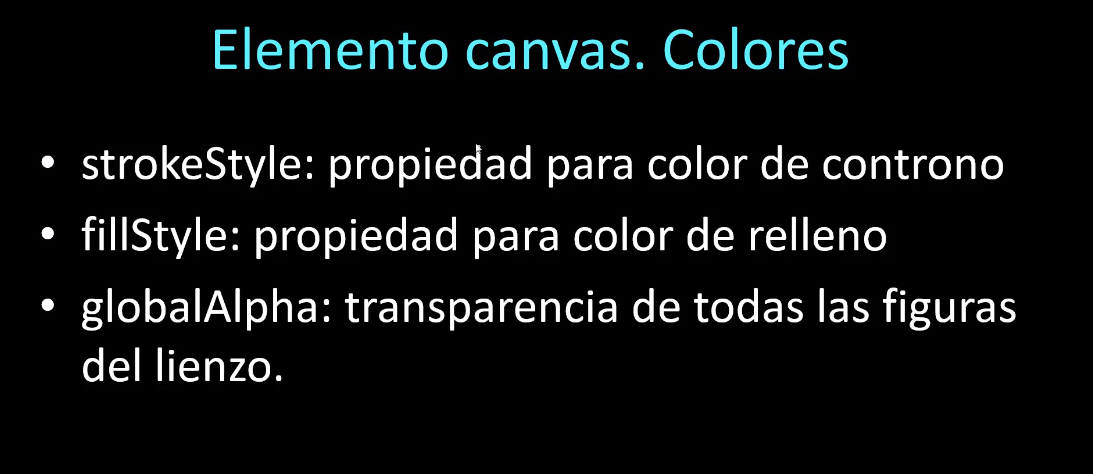 Elemento canvas. Colores
• strokeStyle: propiedad para color de controno
• fillStyle: propiedad para color de relleno
• globalAlpha: transparencia de todas las figuras
del lienzo.